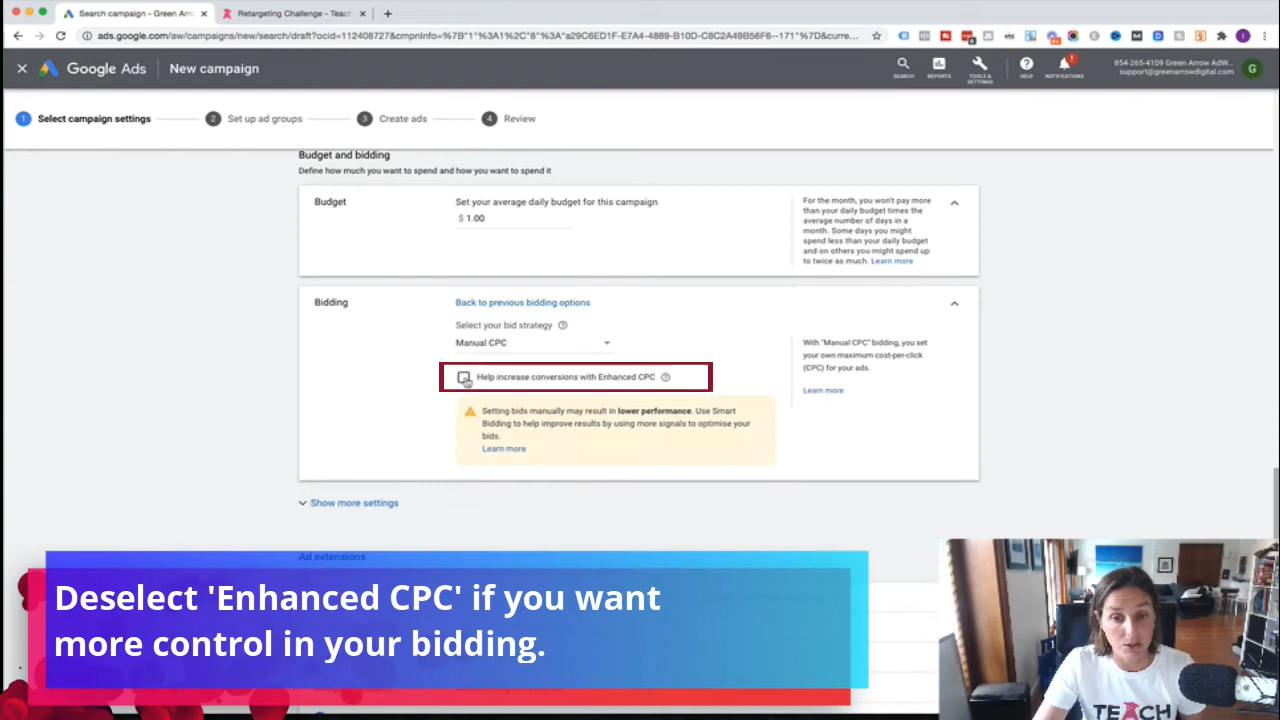 Search campaign - Green Arr
Retargeting Challenge - Teach
ads.google.com/aw/campaigns/new/search/draft?ocid=112408727&cmpnInfo=%7B"1"%3A1%2C"8"%3A"a29C6ED1F-E7A4-4889-B10D-C8C2A49B56F6--171"%7D&curre...
Google Ads
New campaign
SEARCH
REPORTS
TOOLS &
SETTINGS
HELP
NOTIFICATIONS
854-265-4109 Green Arrow AdW...
support@greenarrowdigital.com
G
1 Select campaign settings
2 Set up ad groups
3 Create ads
4 Review
Budget and bidding
Define how much you want to spend and how you want to spend it
Budget
Set your average daily budget for this campaign
$ 1.00
For the month, you won't pay more
than your daily budget times the
average number of days in a
month. Some days you might
spend less than your daily budget
and on others you might spend up
to twice as much. Learn more
Bidding
Back to previous bidding options
Select your bid strategy
Manual CPC
Help increase conversions with Enhanced CPC
Setting bids manually may result in lower performance. Use Smart
Bidding to help improve results by using more signals to optimise your
bids.
Learn more
With "Manual CPC" bidding, you set
your own maximum cost-per-click
(CPC) for your ads.
Learn more
Show more settings
Ad extensions
Deselect 'Enhanced CPC' if you want
more control in your bidding.
TEACH